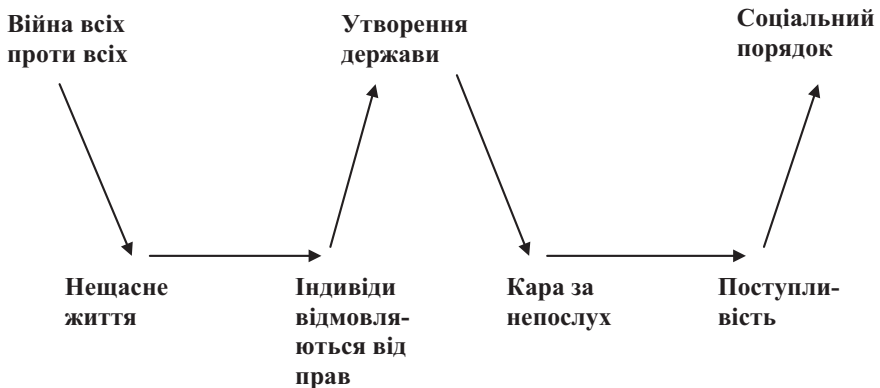 Війна всіх
проти всіх
Утворення
держави
Соціальний
порядок
Нещасне
життя
Індивіди
відмовля-
ються від
прав
Кара за
непослух
Поступли-
вість